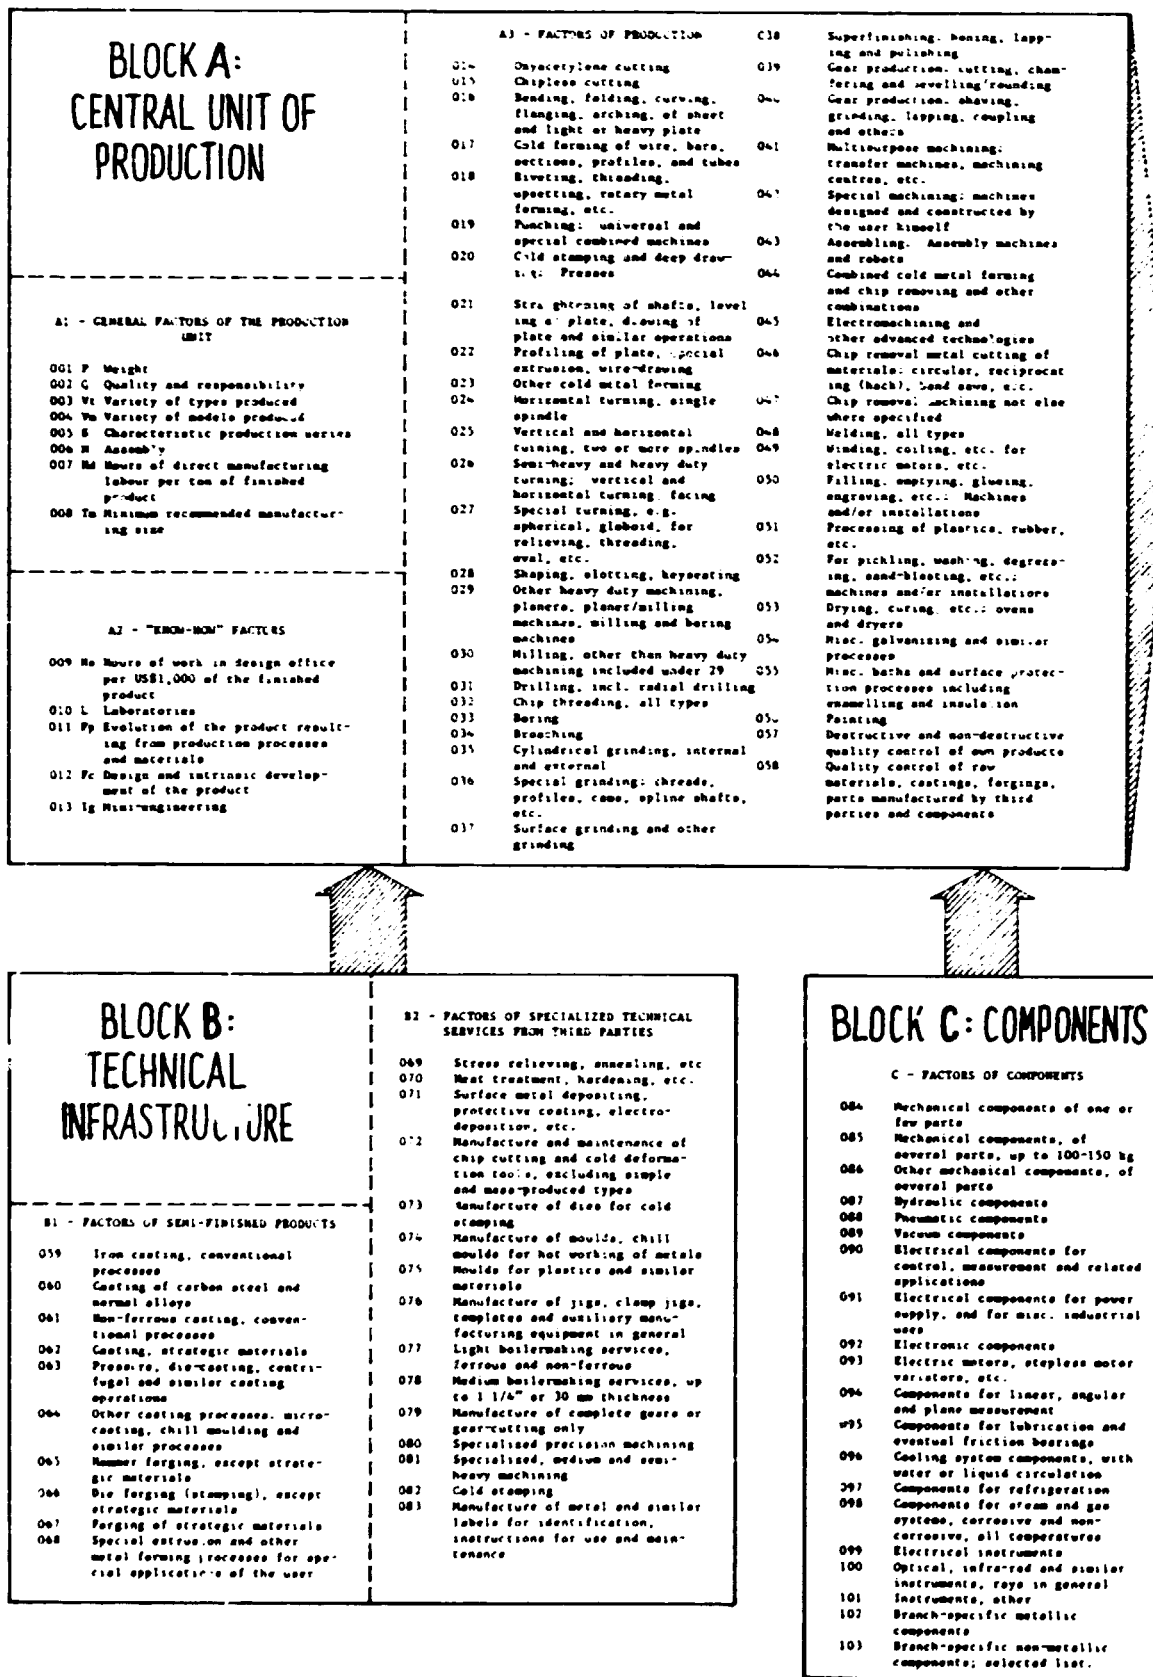 BLOCK A:
CENTRAL UNIT OF
PRODUCTION
A1 - GENERAL FACTORS OF THE PRODUCTION
UNIT
001 P Weight
002 Q Quality and responsibility
003 Vt Variety of types produced
004 Vm Variety of models produced
005 S Characteristic production series
006 M Assembly
007 Hd Hours of direct manufacturing
labour per ton of finished
product
008 Tm Minimum recommended manufactur-
ing size
A2 - "KNOW-HOW" FACTORS
009 Ho Hours of work in design office
per US$1,000 of the finished
product
010 L Laboratories
011 Pp Evolution of the product result-
ing from production processes
and materials
012 Pc Design and intrinsic develop-
ment of the product
013 Ig Mini-engineering
A3 - FACTORS OF PRODUCTION
014 Oxyacetylene cutting
015 Chipless cutting
016 Bending, folding, curving,
flanging, arching, of sheet
and light or heavy plate
017 Cold forming of wire, bars,
sections, profiles, and tubes
018 Riveting, threading,
upsetting, rotary metal
forming, etc.
019 Punching: universal and
special combined machines
020 Cold stamping and deep draw-
ing: Presses
021 Straightening of shafts, level
ing of plate, drawing of
plate and similar operations
022 Profiling of plate, special
extrusion, wire-drawing
023 Other cold metal forming
024 Horizontal turning, single
spindle
025 Vertical and horizontal
turning, two or more spindles
026 Semi-heavy and heavy duty
turning: vertical and
horizontal turning, facing
027 Special turning, e.g.
spherical, globoid, for
relieving, threading,
oval, etc.
028 Shaping, slotting, keyseating
029 Other heavy duty machining,
planers, planer/milling
machines, milling and boring
machines
030 Milling, other than heavy duty
machining included under 29
031 Drilling, incl. radial drilling
032 Chip threading, all types
033 Boring
034 Broaching
035 Cylindrical grinding, internal
and external
036 Special grinding: threads,
profiles, cams, spline shafts,
etc.
037 Surface grinding and other
grinding
038 Superfinishing, honing, lapp-
ing and polishing
039 Gear production, cutting, cham-
fering and bevelling/rounding
040 Gear production, shaving,
grinding, lapping, coupling
and others
041 Multipurpose machining:
transfer machines, machining
centres, etc.
042 Special machining: machines
designed and constructed by
the user himself
043 Assembling. Assembly machines
and robots
044 Combined cold metal forming
and chip removing and other
combinations
045 Electromachining and
other advanced technologies
046 Chip removal metal cutting of
materials: circular, reciprocat
ing (hack), band saws, etc.
047 Chip removal machining not else
where specified
048 Welding, all types
049 Winding, coiling, etc. for
electric motors, etc.
050 Filling, emptying, glueing,
engraving, etc.: Machines
and/or installations
051 Processing of plastics, rubber,
etc.
052 For pickling, washing, degreas-
ing, sand-blasting, etc.:
machines and/or installations
053 Drying, curing, etc.: ovens
and dryers
054 Misc. galvanizing and similar
processes
055 Misc. baths and surface protec-
tion processes including
enamelling and insulation
056 Painting
057 Destructive and non-destructive
quality control of own products
058 Quality control of raw
materials, castings, forgings,
parts manufactured by third
parties and components
BLOCK B:
TECHNICAL
INFRASTRUCTURE
B1 - FACTORS OF SEMI-FINISHED PRODUCTS
059 Iron casting, conventional
processes
060 Casting of carbon steel and
normal alloys
061 Non-ferrous casting, conven-
tional processes
062 Casting, strategic materials
063 Pressure, die-casting, centri-
fugal and similar casting
operations
064 Other casting processes, micro-
casting, chill moulding and
similar processes
065 Hammer forging, except strate-
gic materials
066 Die forging (stamping), except
strategic materials
067 Forging of strategic materials
068 Special extrusion and other
metal forming processes for spe-
cial applications of the user
B2 - FACTORS OF SPECIALIZED TECHNICAL
SERVICES FROM THIRD PARTIES
069 Stress relieving, annealing, etc
070 Heat treatment, hardening, etc.
071 Surface metal depositing,
protective coating, electro-
deposition, etc.
072 Manufacture and maintenance of
chip cutting and cold deforma-
tion tools, excluding simple
and mass-produced types
073 Manufacture of dies for cold
stamping
074 Manufacture of moulds, chill
moulds for hot working of metals
075 Moulds for plastics and similar
materials
076 Manufacture of jigs, clamp jigs,
templates and auxiliary manu-
facturing equipment in general
077 Light boilermaking services,
ferrous and non-ferrous
078 Medium boilermaking services, up
to 1 1/4" or 30 mm thickness
079 Manufacture of complete gears or
gear-cutting only
080 Specialised precision machining
081 Specialised, medium and semi-
heavy machining
082 Cold stamping
083 Manufacture of metal and similar
labels for identification,
instructions for use and main-
tenance
BLOCK C: COMPONENTS
C - FACTORS OF COMPONENTS
084 Mechanical components of one or
few parts
085 Mechanical components, of
several parts, up to 100-150 kg
086 Other mechanical components, of
several parts
087 Hydraulic components
088 Pneumatic components
089 Vacuum components
090 Electrical components for
control, measurement and related
applications
091 Electrical components for power
supply, and for misc. industrial
uses
092 Electronic components
093 Electric motors, stepless motor
variators, etc.
094 Components for linear, angular
and plane measurement
095 Components for lubrication and
eventual friction bearings
096 Cooling system components, with
water or liquid circulation
097 Components for refrigeration
098 Components for steam and gas
systems, corrosive and non-
corrosive, all temperatures
099 Electrical instruments
100 Optical, infra-red and similar
instruments, rays in general
101 Instruments, other
102 Branch-specific metallic
components
103 Branch-specific non-metallic
components; selected list.